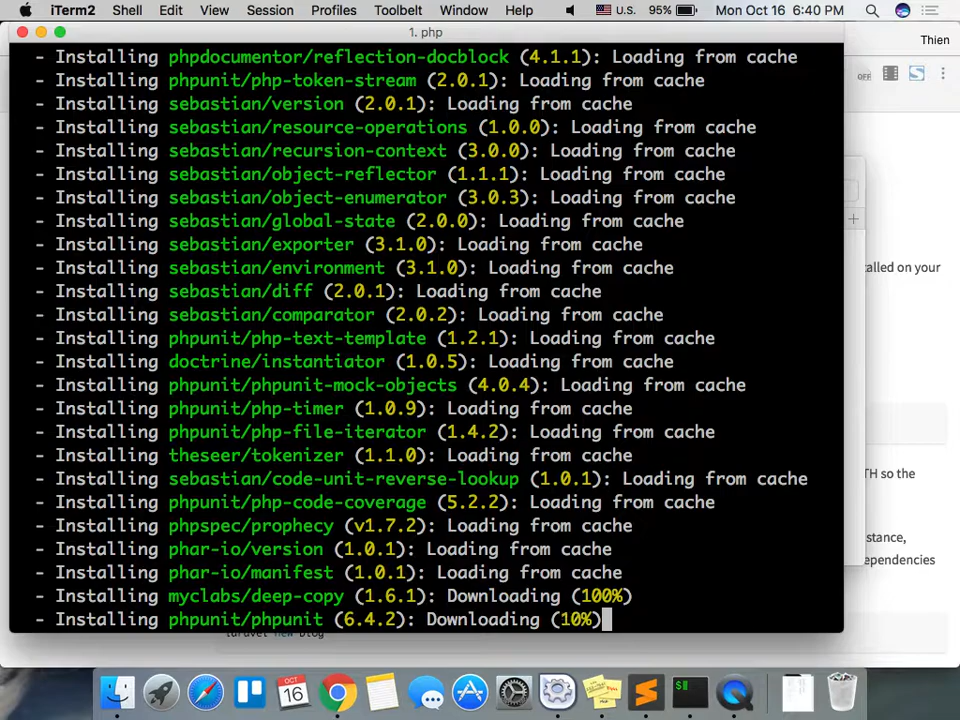 iTerm2 Shell Edit View Session Profiles Toolbelt Window Help U.S. 95% Mon Oct 16 6:40 PM
1. php
Thien
- Installing phpdocumentor/reflection-docblock (4.1.1): Loading from cache
- Installing phpunit/php-token-stream (2.0.1): Loading from cache
OFF
- Installing sebastian/version (2.0.1): Loading from cache
- Installing sebastian/resource-operations (1.0.0): Loading from cache
- Installing sebastian/recursion-context (3.0.0): Loading from cache
- Installing sebastian/object-reflector (1.1.1): Loading from cache
- Installing sebastian/object-enumerator (3.0.3): Loading from cache
- Installing sebastian/global-state (2.0.0): Loading from cache
- Installing sebastian/exporter (3.1.0): Loading from cache
- Installing sebastian/environment (3.1.0): Loading from cache
alled on your
- Installing sebastian/diff (2.0.1): Loading from cache
- Installing sebastian/comparator (2.0.2): Loading from cache
- Installing phpunit/php-text-template (1.2.1): Loading from cache
- Installing doctrine/instantiator (1.0.5): Loading from cache
- Installing phpunit/phpunit-mock-objects (4.0.4): Loading from cache
- Installing phpunit/php-timer (1.0.9): Loading from cache
- Installing phpunit/php-file-iterator (1.4.2): Loading from cache
- Installing theseer/tokenizer (1.1.0): Loading from cache
TH so the
- Installing sebastian/code-unit-reverse-lookup (1.0.1): Loading from cache
- Installing phpunit/php-code-coverage (5.2.2): Loading from cache
- Installing phpspec/prophecy (v1.7.2): Loading from cache
stance,
- Installing phar-io/version (1.0.1): Loading from cache
ependencies
- Installing phar-io/manifest (1.0.1): Loading from cache
- Installing myclabs/deep-copy (1.6.1): Downloading (100%)
- Installing phpunit/phpunit (6.4.2): Downloading (10%)
laravel new blog
OCT
16